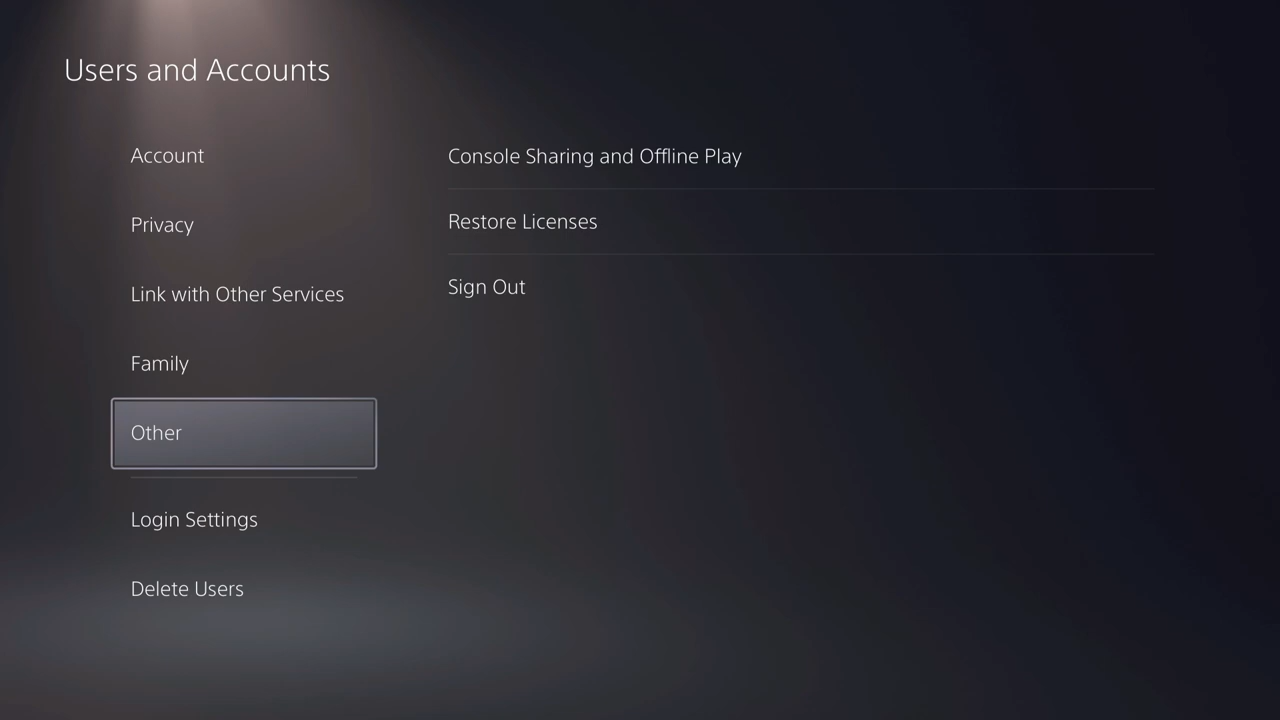 Users and Accounts
Account
Privacy
Link with Other Services
Family
Other
Login Settings
Delete Users
Console Sharing and Offline Play
Restore Licenses
Sign Out